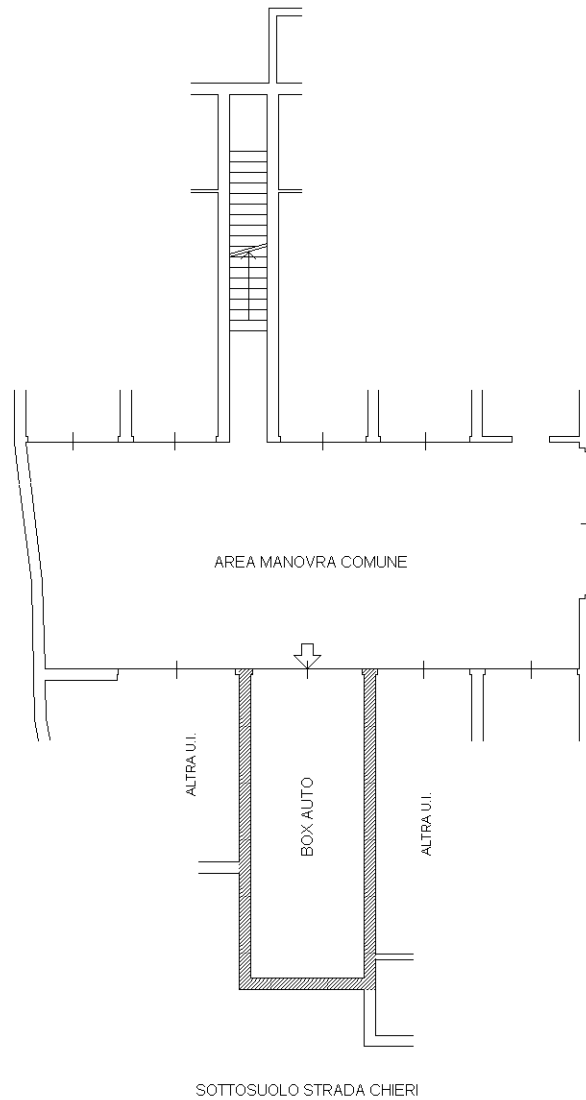 AREA MANOVRA COMUNE
ALTRA U.I.
BOX AUTO
ALTRA U.I.
SOTTOSUOLO STRADA CHIERI